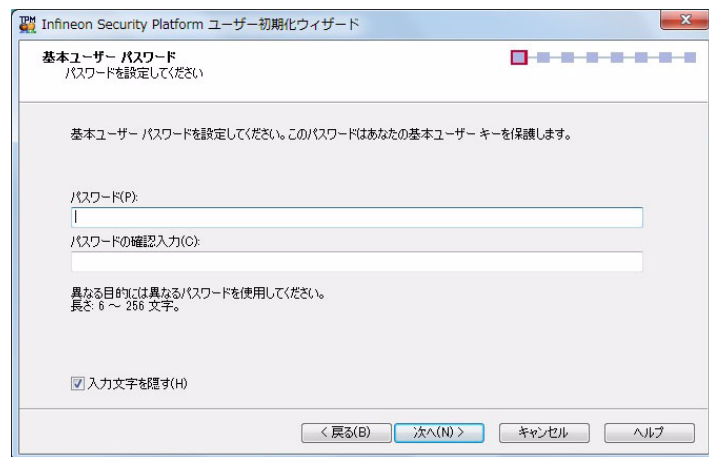 TPM
Infineon Security Platform ユーザー初期化ウィザード
基本ユーザー パスワード
パスワードを設定してください
基本ユーザー パスワードを設定してください。このパスワードはあなたの基本ユーザー キーを保護します。
パスワード(P):
パスワードの確認入力(C):
異なる目的には異なるパスワードを使用してください。
長さ: 6 ～ 256 文字。
入力文字を隠す(H)
< 戻る(B) 次へ(N) > キャンセル ヘルプ